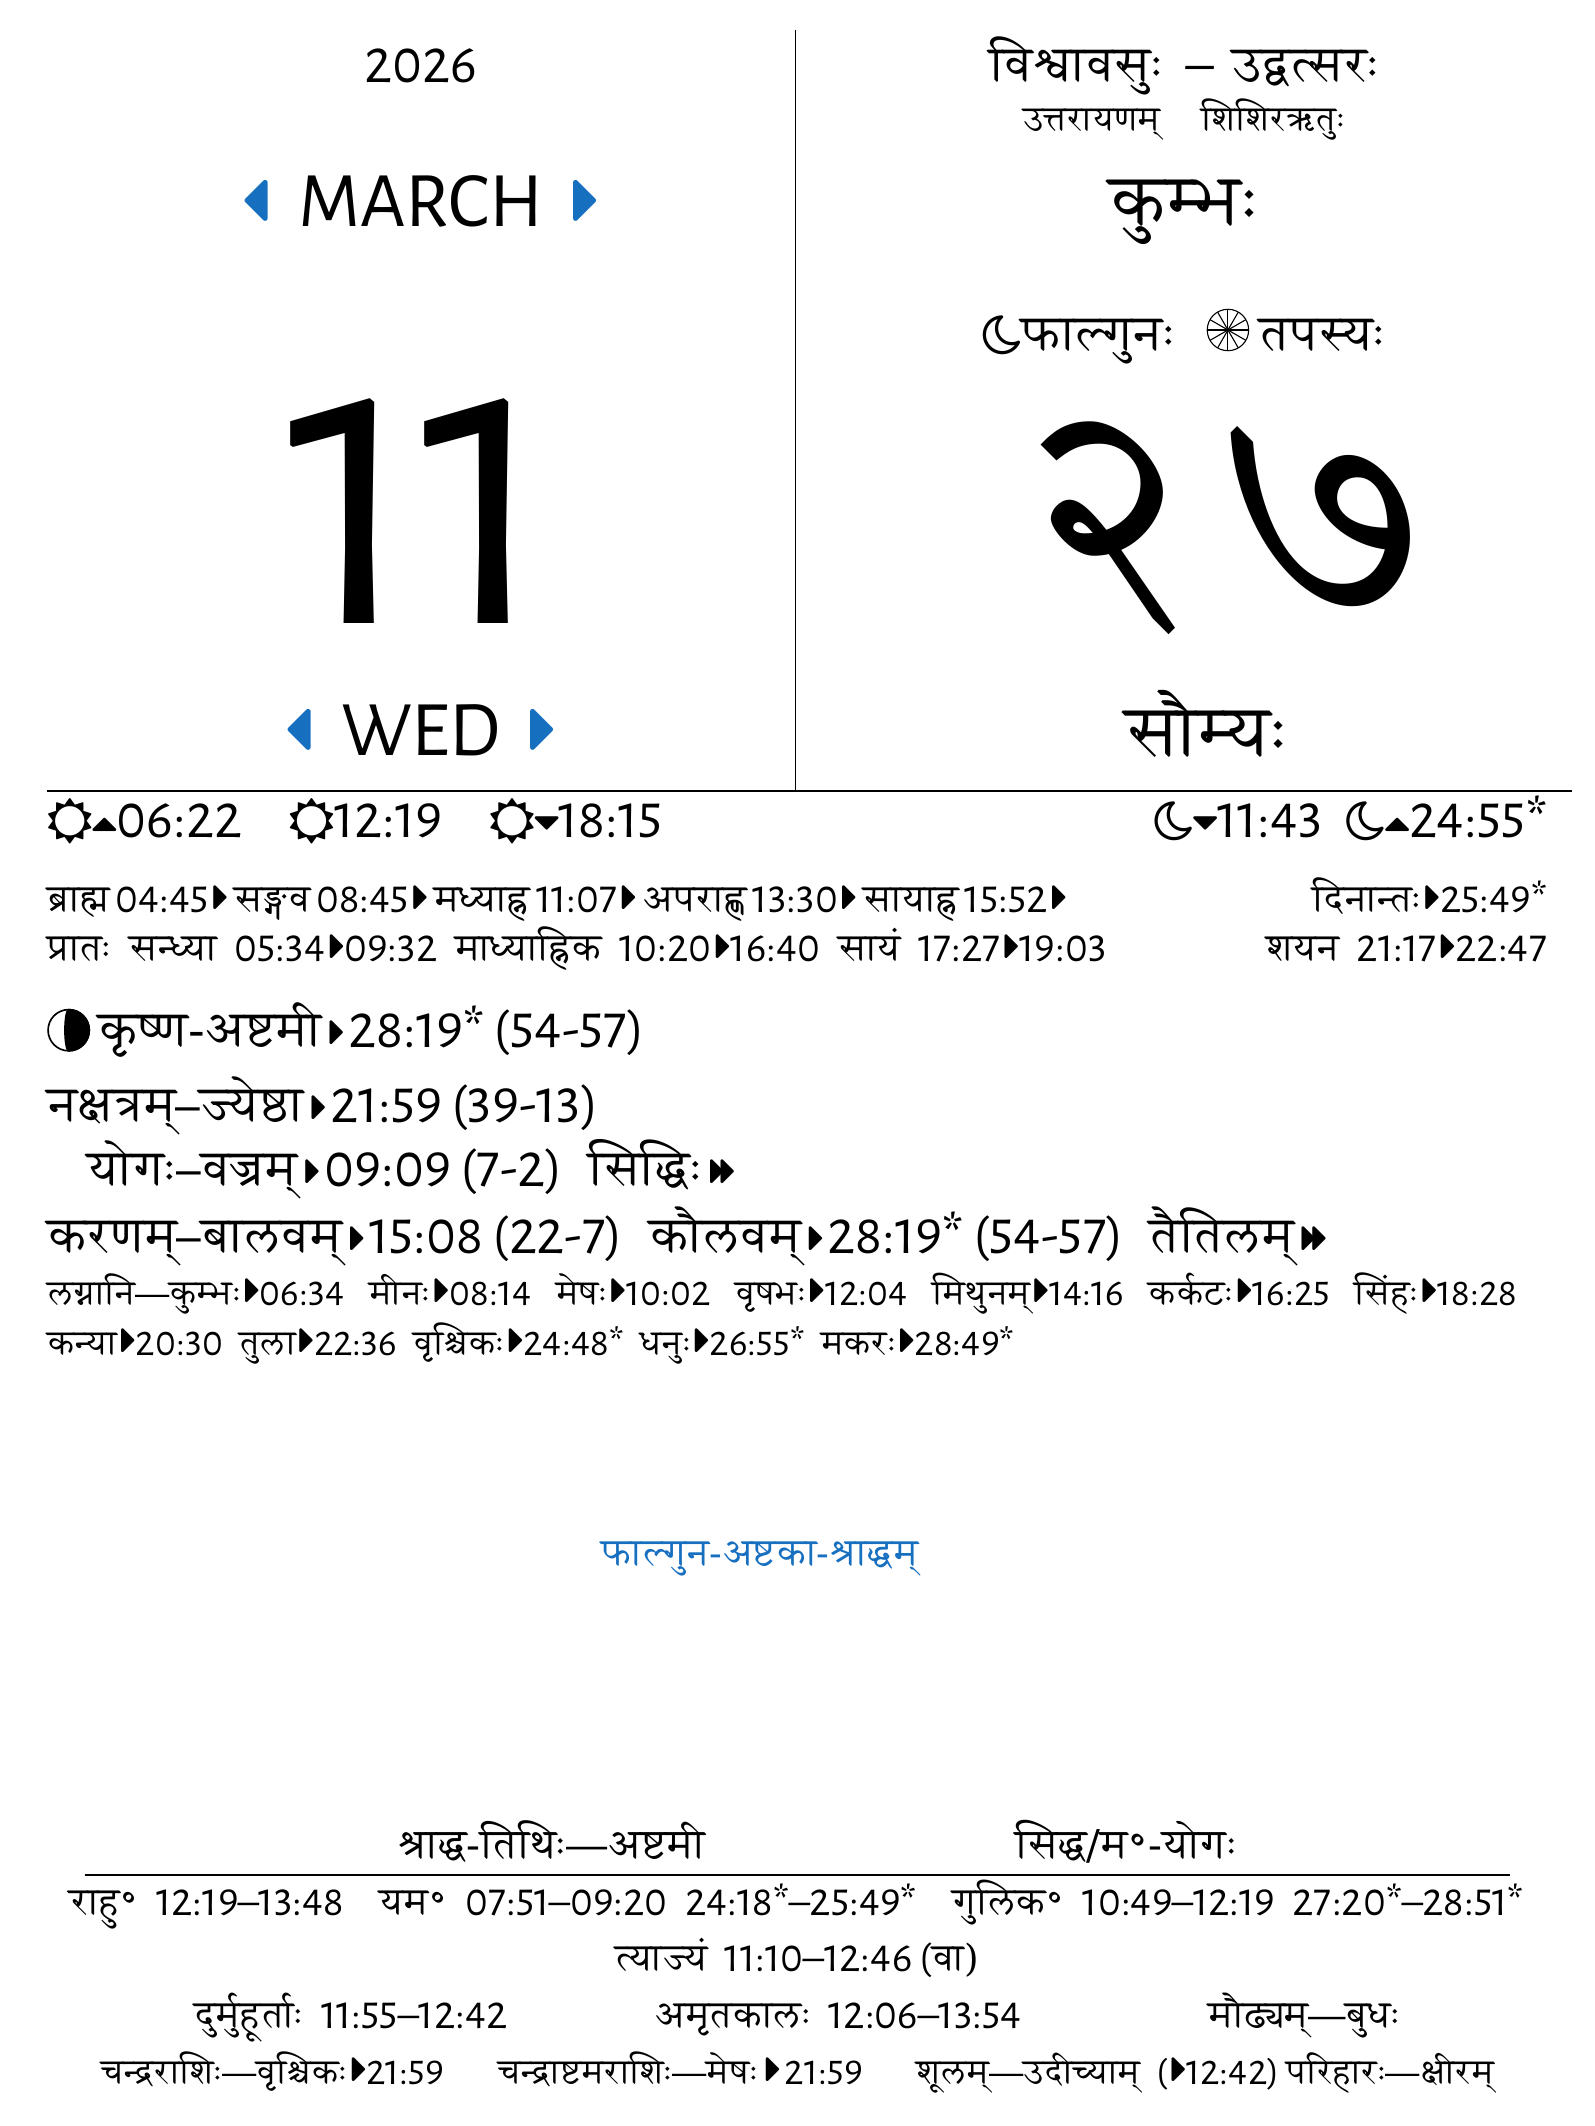 2026
MARCH
11
WED
विश्वावसुः – उद्वत्सरः
उत्तरायणम् शिशिरऋतुः
कुम्भः
फाल्गुनः तपस्यः
२७
सौम्यः
06:22 12:19 18:15 11:43 24:55*
ब्राह्म 04:45 सङ्गव 08:45 मध्याह्न 11:07 अपराह्ण 13:30 सायाह्न 15:52 दिनान्तः 25:49*
प्रातः सन्ध्या 05:34 09:32 माध्याह्निक 10:20 16:40 सायं 17:27 19:03 शयन 21:17 22:47
कृष्ण-अष्टमी 28:19* (54-57)
नक्षत्रम्–ज्येष्ठा 21:59 (39-13)
योगः–वज्रम् 09:09 (7-2) सिद्धिः
करणम्–बालवम् 15:08 (22-7) कौलवम् 28:19* (54-57) तैतिलम्
लग्नानि—कुम्भः 06:34 मीनः 08:14 मेषः 10:02 वृषभः 12:04 मिथुनम् 14:16 कर्कटः 16:25 सिंहः 18:28
कन्या 20:30 तुला 22:36 वृश्चिकः 24:48* धनुः 26:55* मकरः 28:49*
फाल्गुन-अष्टका-श्राद्धम्
श्राद्ध-तिथिः—अष्टमी सिद्ध/म॰-योगः
राहु॰ 12:19–13:48 यम॰ 07:51–09:20 24:18*–25:49* गुलिक॰ 10:49–12:19 27:20*–28:51*
त्याज्यं 11:10–12:46 (वा)
दुर्मुहूर्ताः 11:55–12:42 अमृतकालः 12:06–13:54 मौढ्यम्—बुधः
चन्द्रराशिः—वृश्चिकः 21:59 चन्द्राष्टमराशिः—मेषः 21:59 शूलम्—उदीच्याम् (12:42) परिहारः—क्षीरम्